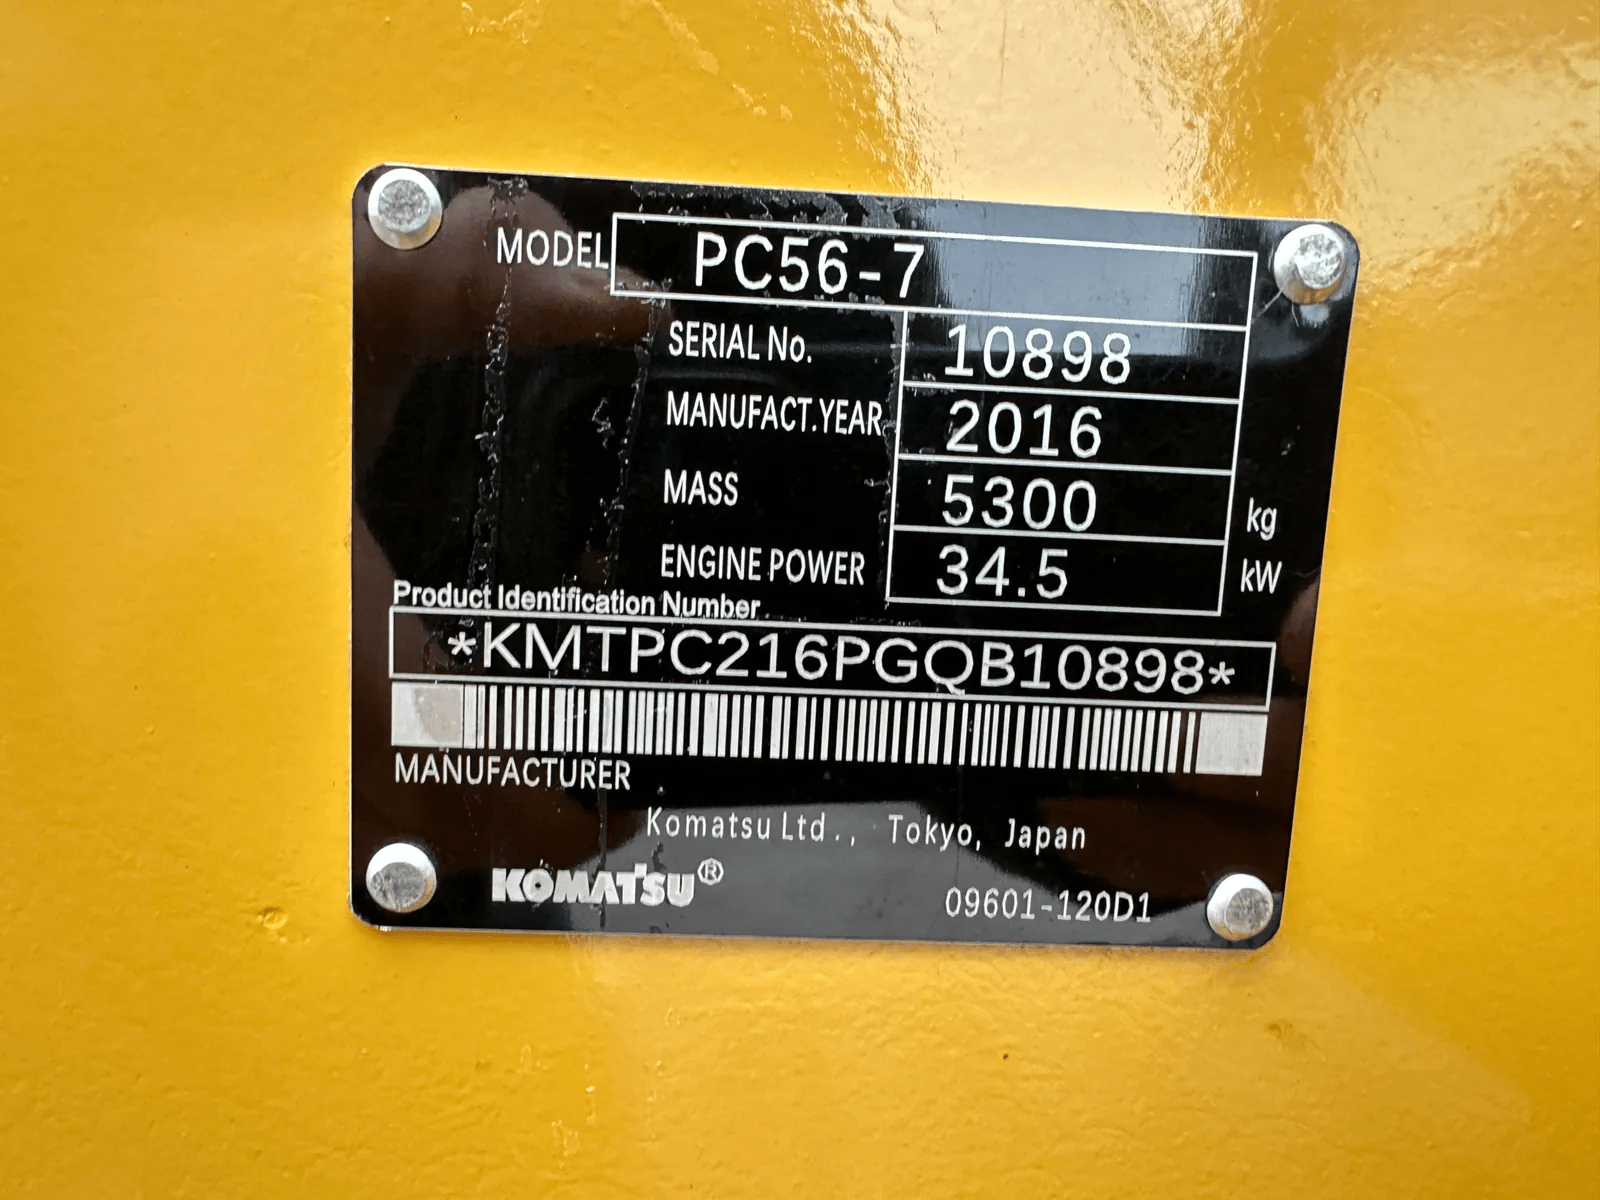 MODEL PC56-7
SERIAL No. 10898
MANUFACT.YEAR 2016
MASS 5300 kg
ENGINE POWER 34.5 kW
Product Identification Number
*KMTPC216PGQB10898*
MANUFACTURER
Komatsu Ltd., Tokyo, Japan
KOMATSU®
09601-120D1